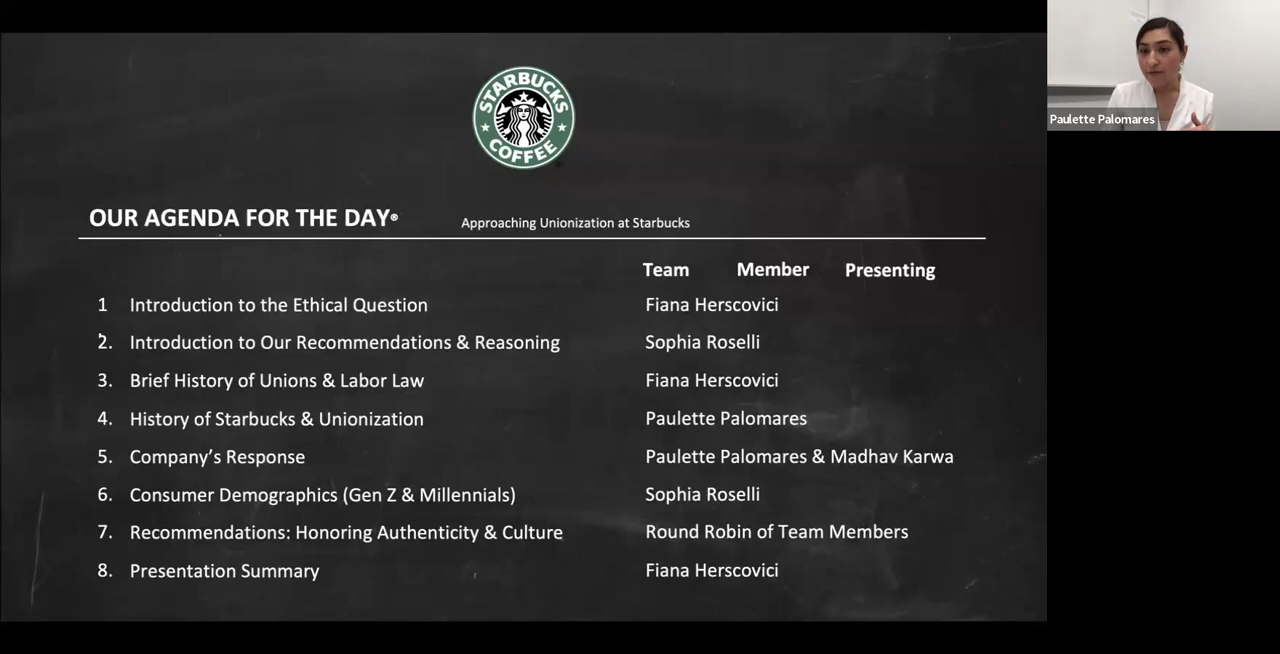 STARBUCKS
COFFEE
Paulette Palomares
OUR AGENDA FOR THE DAY® Approaching Unionization at Starbucks
Team Member Presenting
1 Introduction to the Ethical Question Fiana Herscovici
2. Introduction to Our Recommendations & Reasoning Sophia Roselli
3. Brief History of Unions & Labor Law Fiana Herscovici
4. History of Starbucks & Unionization Paulette Palomares
5. Company’s Response Paulette Palomares & Madhav Karwa
6. Consumer Demographics (Gen Z & Millennials) Sophia Roselli
7. Recommendations: Honoring Authenticity & Culture Round Robin of Team Members
8. Presentation Summary Fiana Herscovici